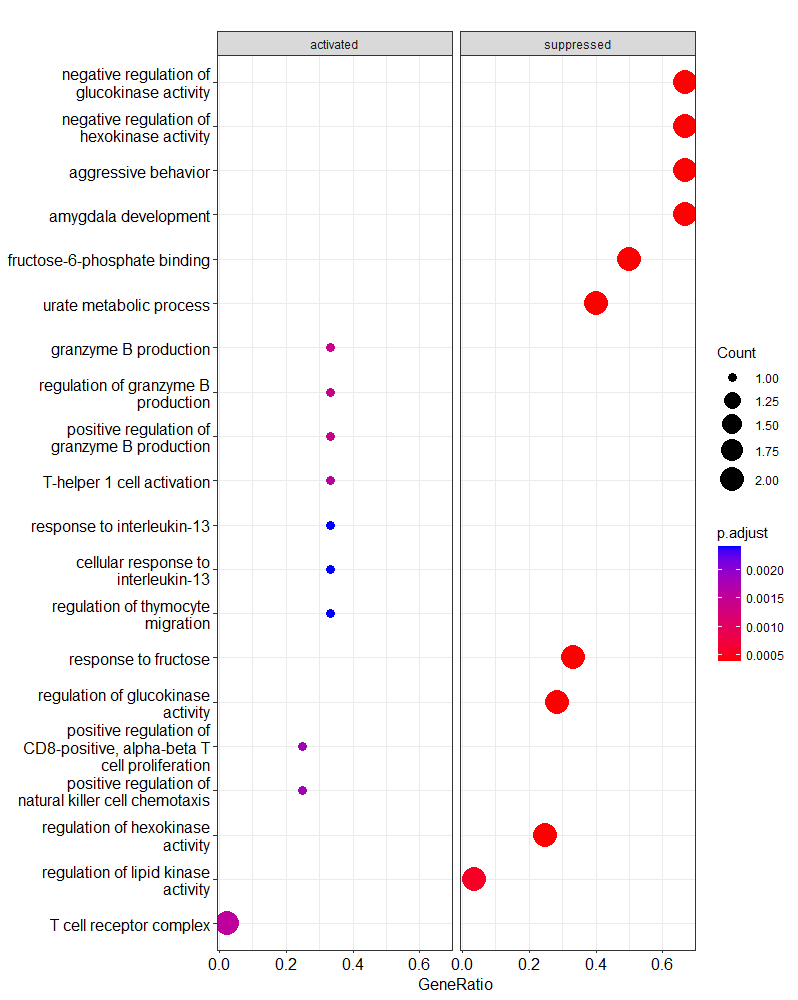 activated
suppressed
negative regulation of
glucokinase activity
negative regulation of
hexokinase activity
aggressive behavior
amygdala development
fructose-6-phosphate binding
urate metabolic process
granzyme B production
regulation of granzyme B
production
positive regulation of
granzyme B production
T-helper 1 cell activation
response to interleukin-13
cellular response to
interleukin-13
regulation of thymocyte
migration
response to fructose
regulation of glucokinase
activity
positive regulation of
CD8-positive, alpha-beta T
cell proliferation
positive regulation of
natural killer cell chemotaxis
regulation of hexokinase
activity
regulation of lipid kinase
activity
T cell receptor complex
0.0 0.2 0.4 0.6 0.0 0.2 0.4 0.6
GeneRatio
Count
1.00
1.25
1.50
1.75
2.00
p.adjust
0.0020
0.0015
0.0010
0.0005